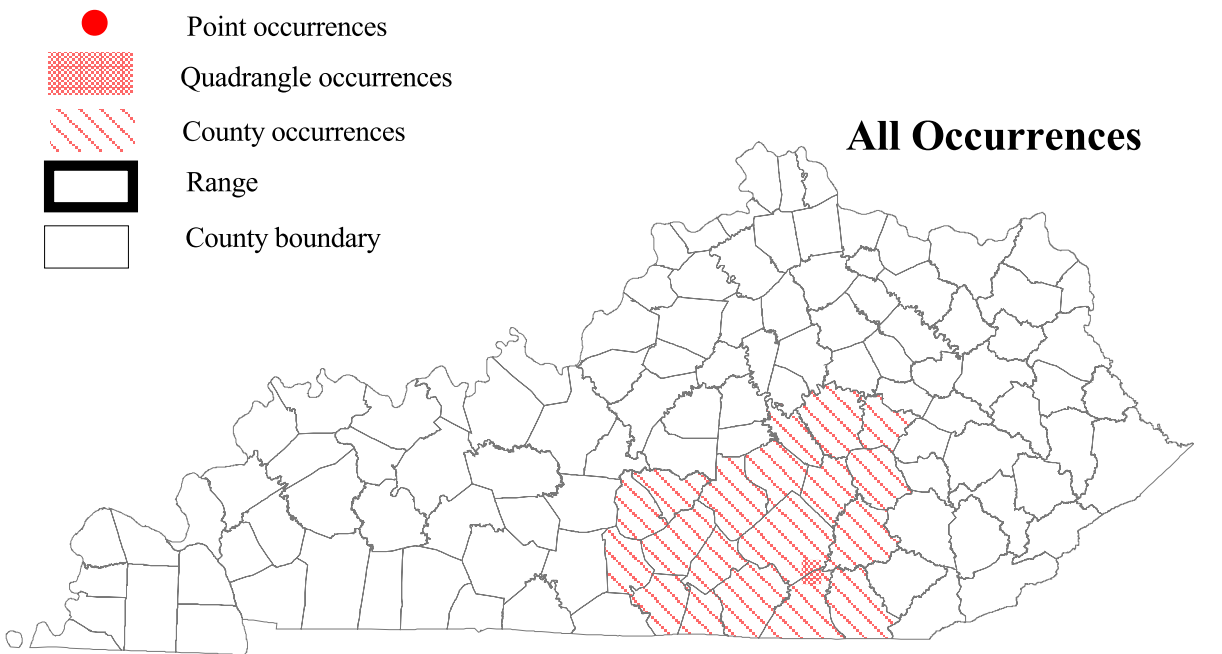 Point occurrences
Quadrangle occurrences
County occurrences
Range
County boundary
All Occurrences